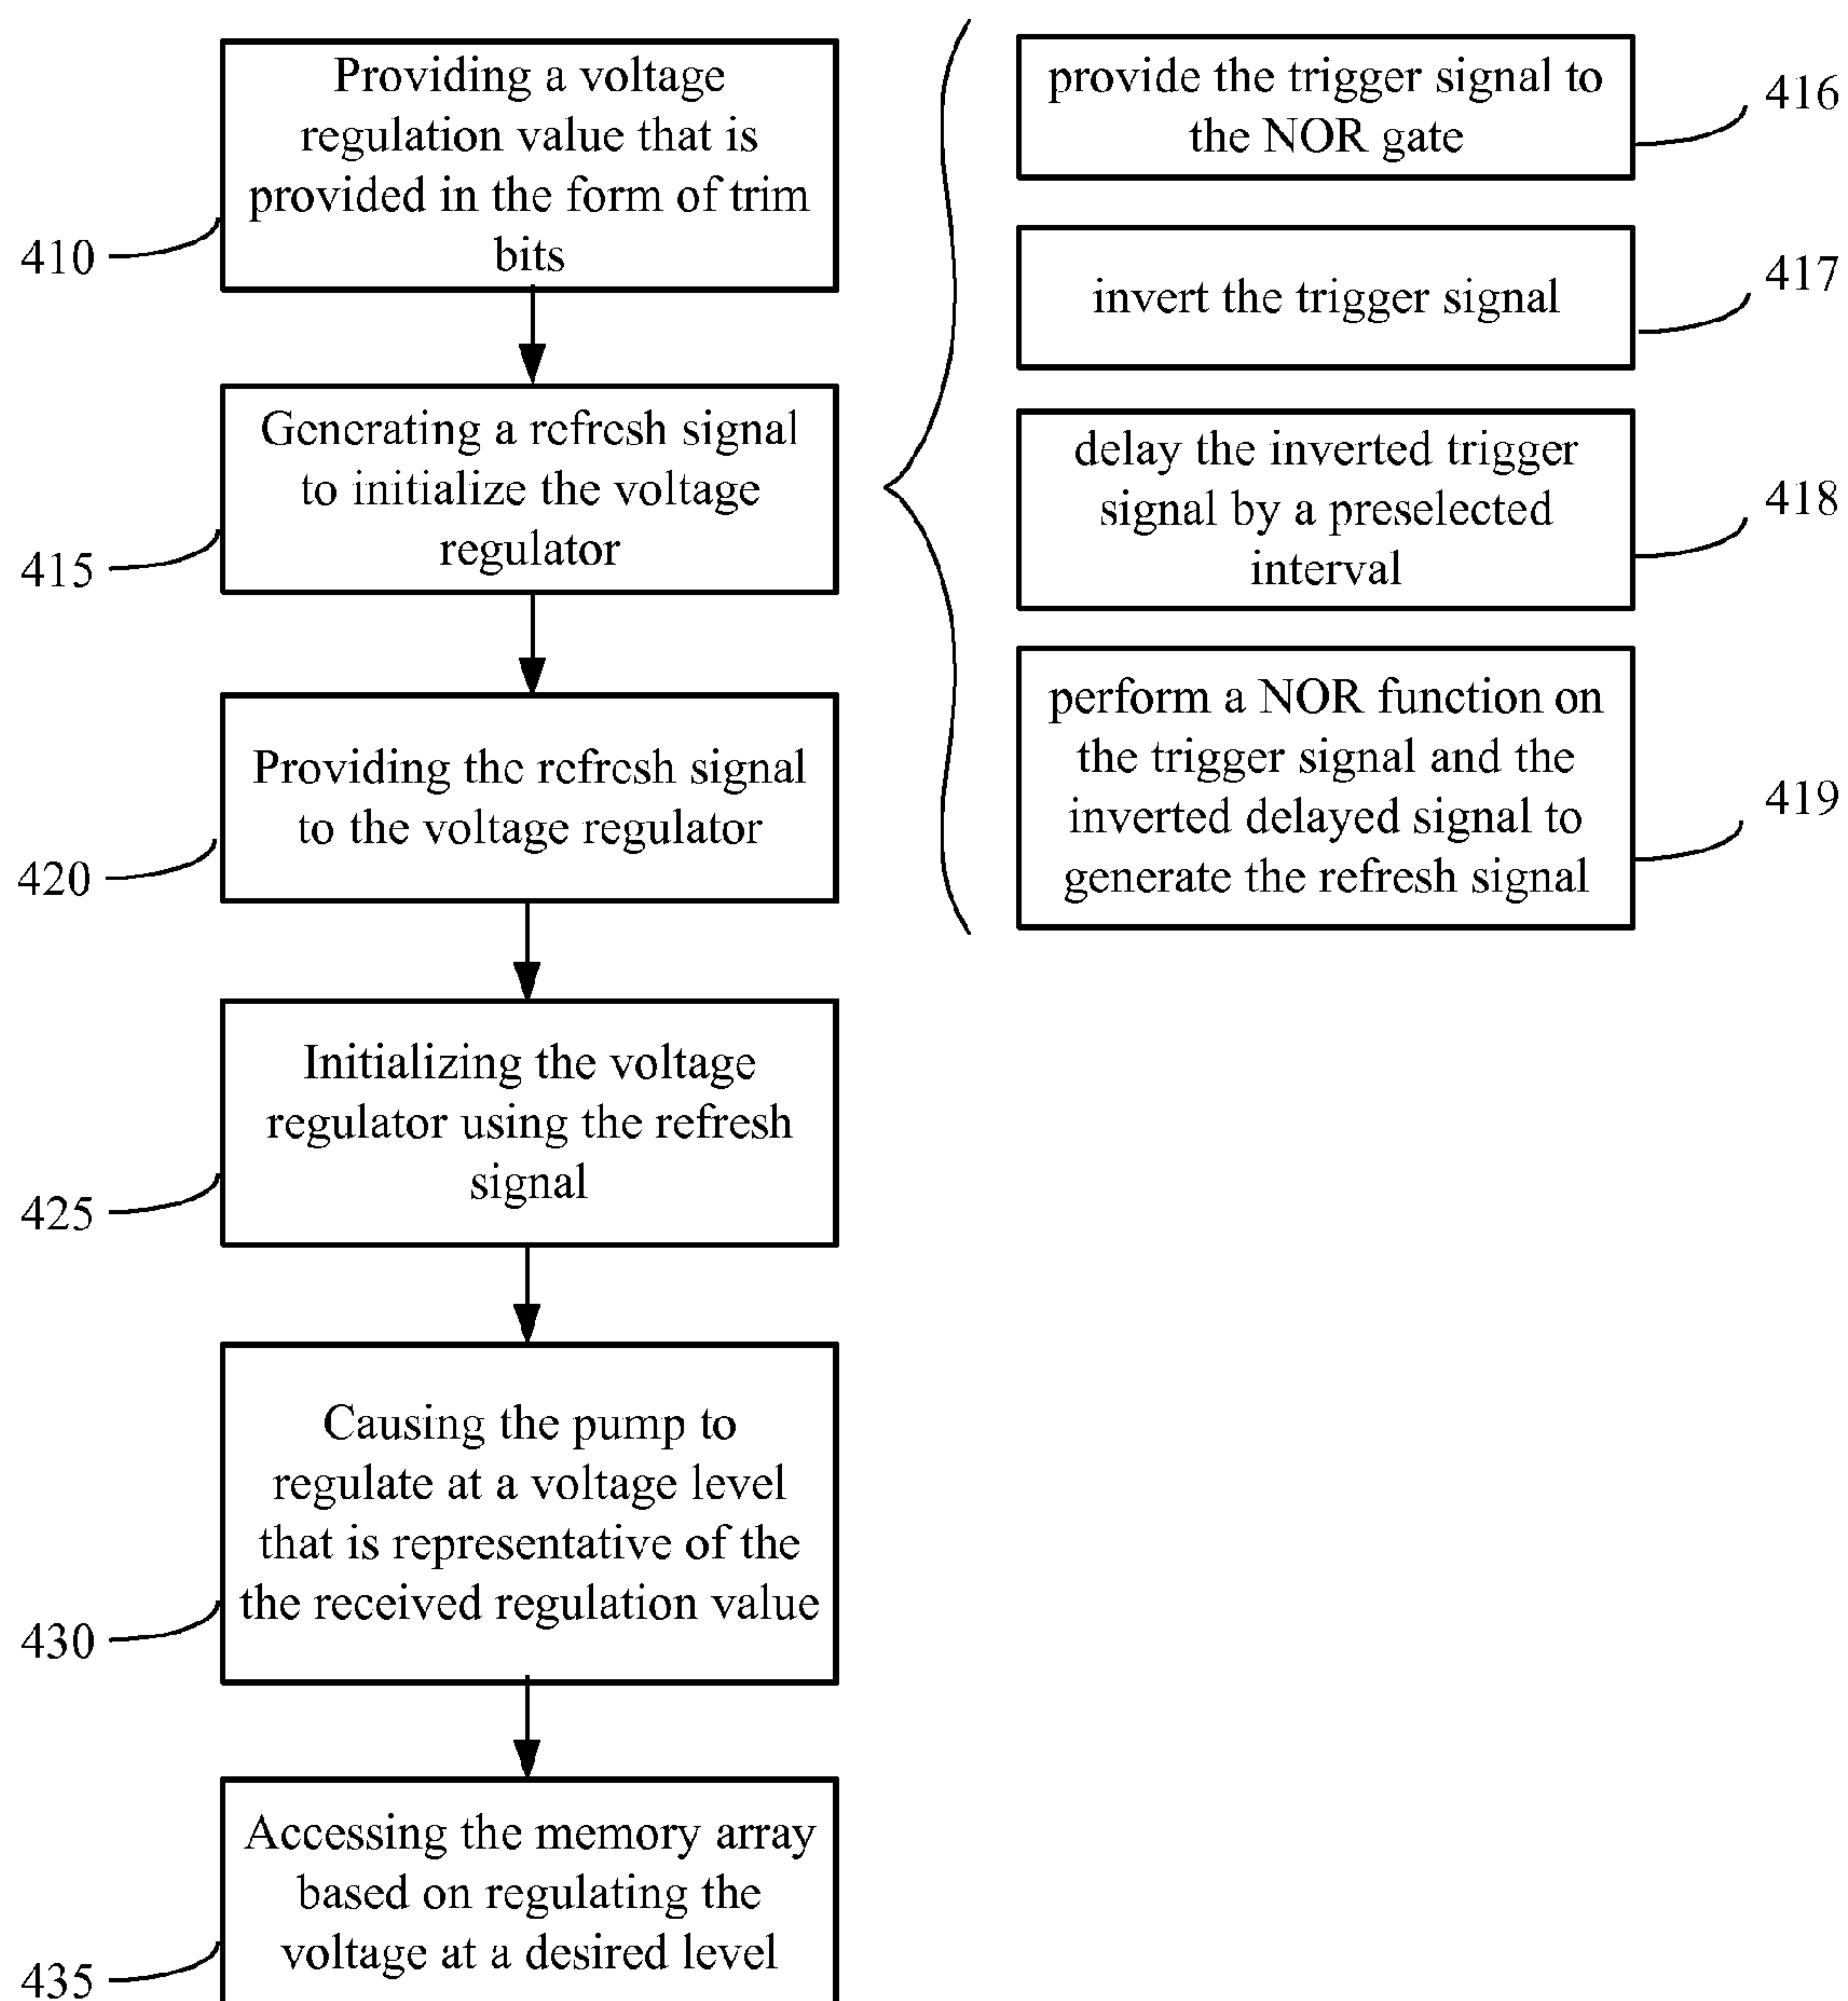 Providing a voltage
regulation value that is
provided in the form of trim
bits
410
Generating a refresh signal
to initialize the voltage
regulator
415
Providing the refresh signal
to the voltage regulator
420
Initializing the voltage
regulator using the refresh
signal
425
Causing the pump to
regulate at a voltage level
that is representative of the
the received regulation value
430
Accessing the memory array
based on regulating the
voltage at a desired level
435
provide the trigger signal to
the NOR gate
416
invert the trigger signal
417
delay the inverted trigger
signal by a preselected
interval
418
perform a NOR function on
the trigger signal and the
inverted delayed signal to
generate the refresh signal
419